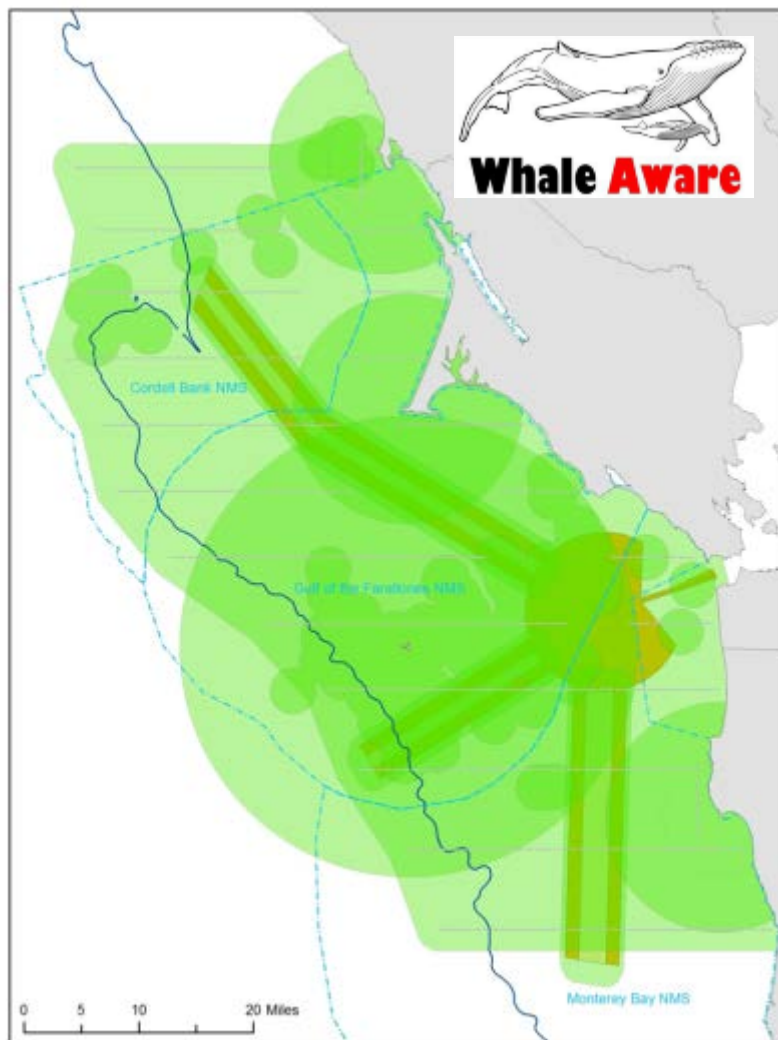 Whale Aware
Cordell Bank NMS
Gulf of the Farallones NMS
Monterey Bay NMS
0 5 10 20 Miles